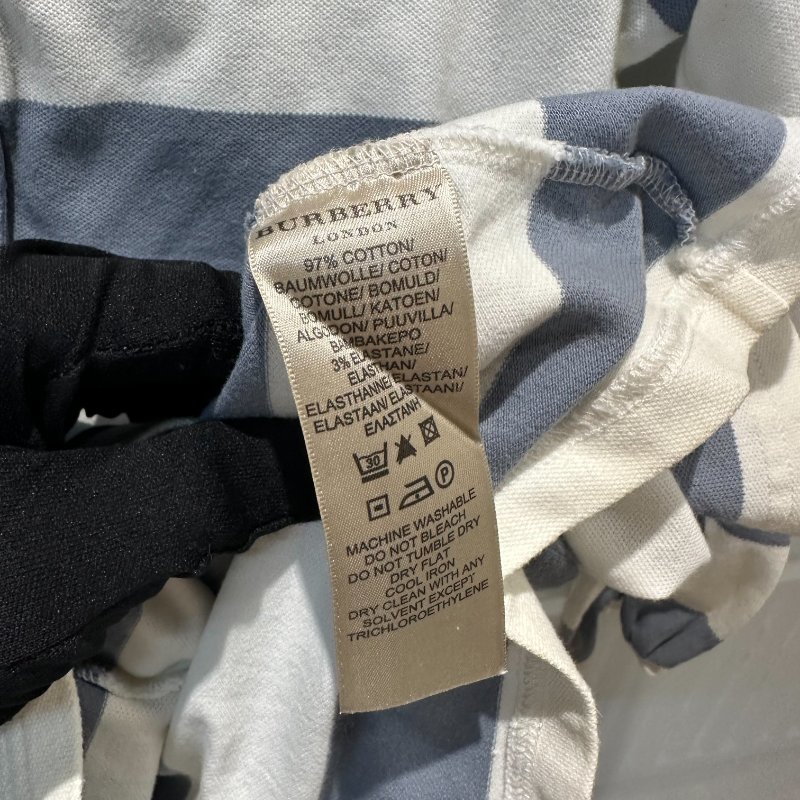 BURBERRY
LONDON
97% COTTON/
BAUMWOLLE/ COTON/
COTONE/ BOMULD/
BOMULL/ KATOEN/
ALGODON/ PUUVILLA/
ΒΑΜΒΑΚΕΡΟ
3% ELASTANE/
ELASTHAN/
ELASTHANNE/ELASTAN/
ELASTAAN/ ELASTAANI/
ΕΛΑΣΤΑΝΗ
30
P
MACHINE WASHABLE
DO NOT BLEACH
DO NOT TUMBLE DRY
DRY FLAT
COOL IRON
DRY CLEAN WITH ANY
SOLVENT EXCEPT
TRICHLOROETHYLENE